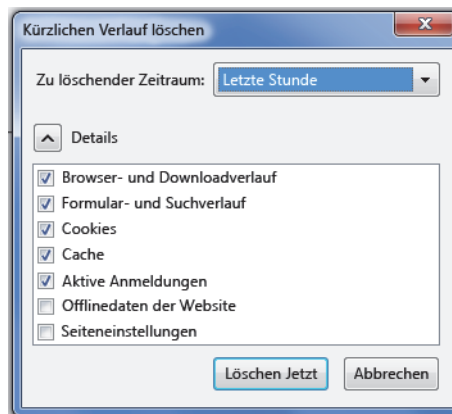 Kürzlichen Verlauf löschen
Zu löschender Zeitraum: Letzte Stunde
Details
Browser- und Downloadverlauf
Formular- und Suchverlauf
Cookies
Cache
Aktive Anmeldungen
Offlinedaten der Website
Seiteneinstellungen
Löschen Jetzt Abbrechen